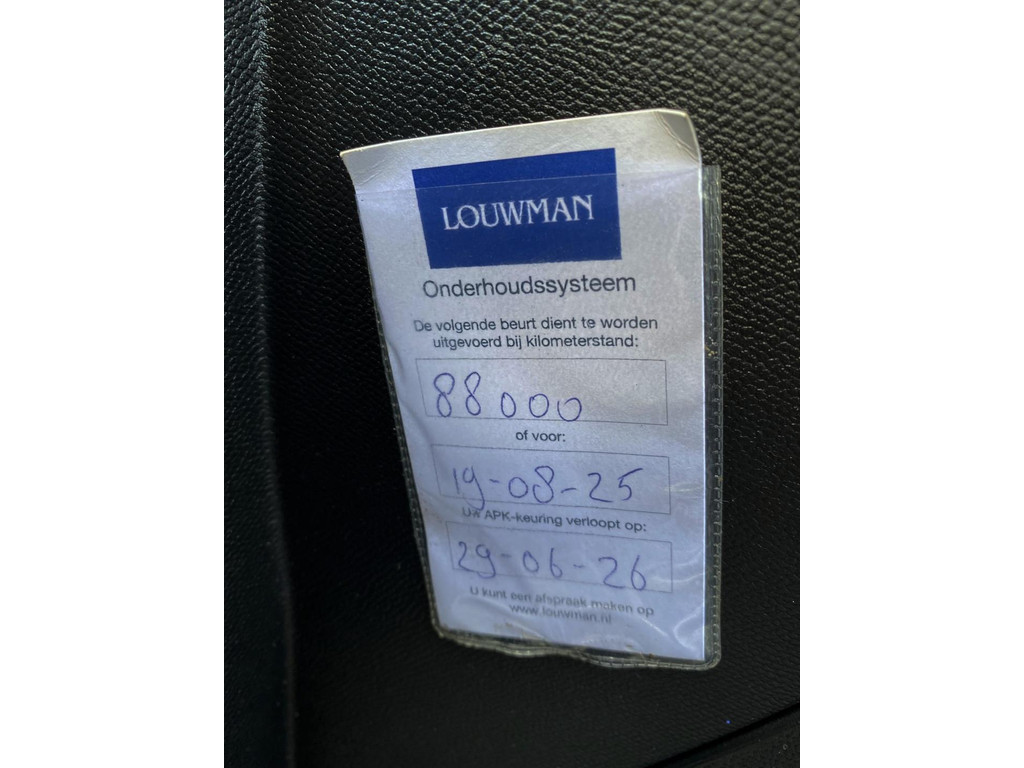 LOUWMAN
Onderhoudssysteem
De volgende beurt dient te worden
uitgevoerd bij kilometerstand:
88000
of voor:
19-08-25
Uw APK-keuring verloopt op:
29-06-26
U kunt een afspraak maken op
www.louwman.nl